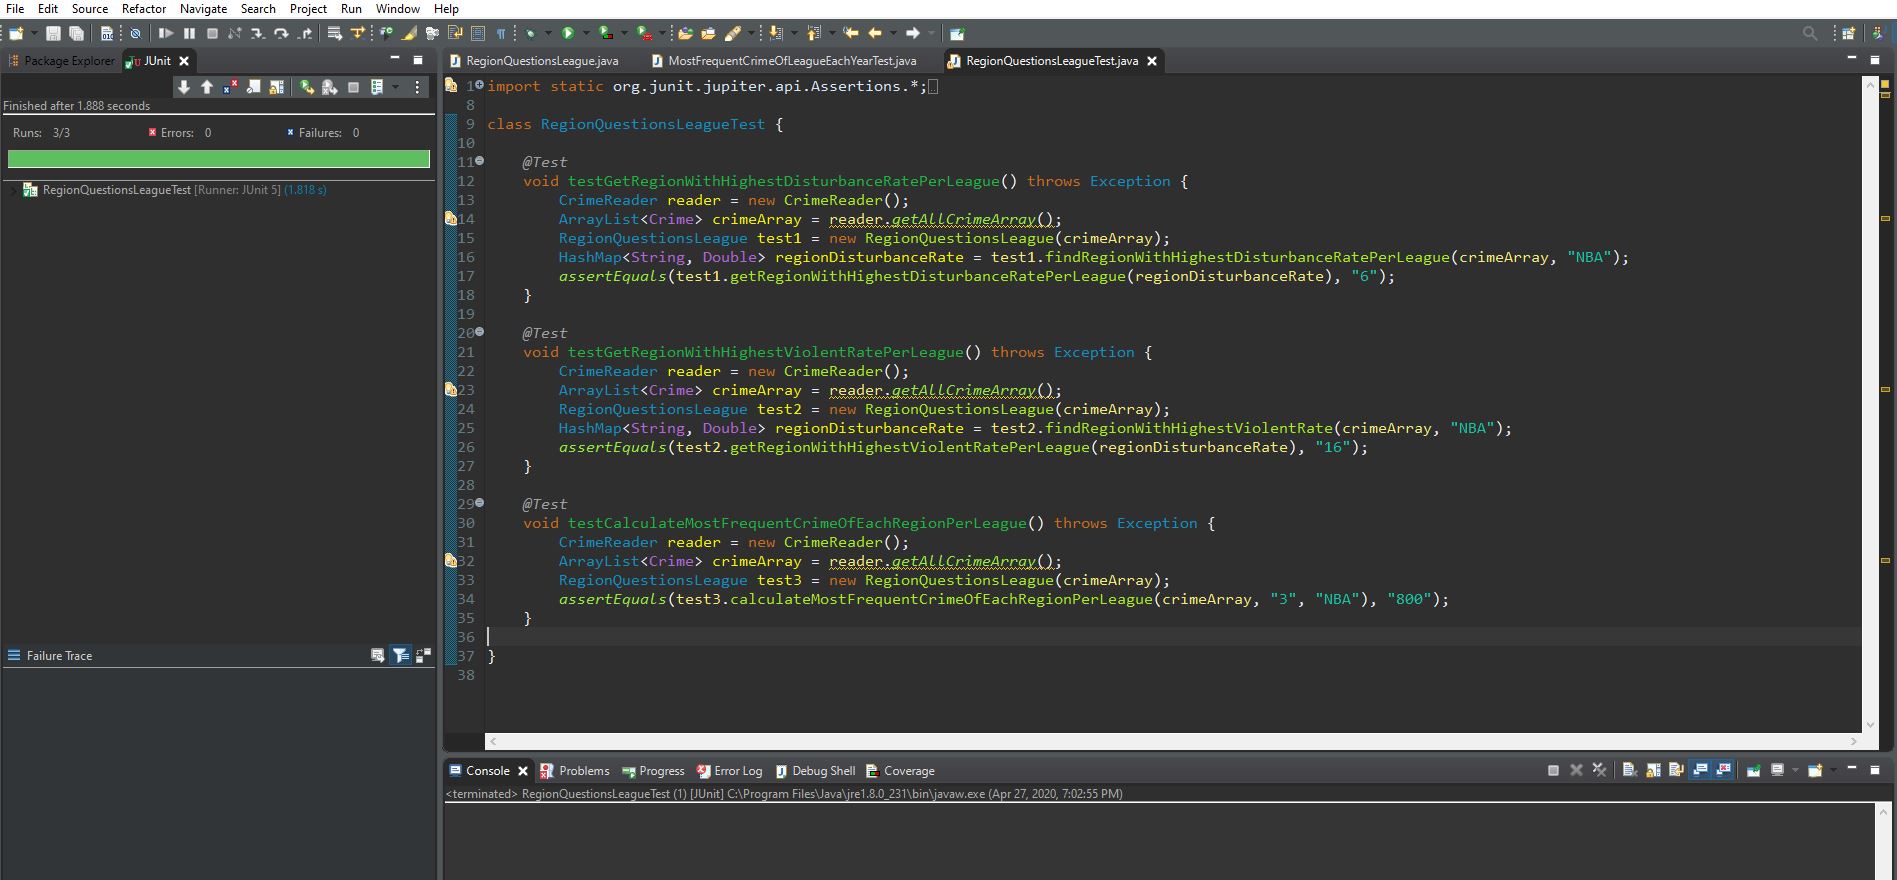 File Edit Source Refactor Navigate Search Project Run Window Help
Package Explorer JUnit
Finished after 1.888 seconds
Runs: 3/3 Errors: 0 Failures: 0
RegionQuestionsLeagueTest [Runner: JUnit 5] (1.818 s)
Failure Trace
RegionQuestionsLeague.java MostFrequentCrimeOfLeagueEachYearTest.java RegionQuestionsLeagueTest.java
1 import static org.junit.jupiter.api.Assertions.*;
8
9 class RegionQuestionsLeagueTest {
10
11 @Test
12 void testGetRegionWithHighestDisturbanceRatePerLeague() throws Exception {
13 CrimeReader reader = new CrimeReader();
14 ArrayList<Crime> crimeArray = reader.getAllCrimeArray();
15 RegionQuestionsLeague test1 = new RegionQuestionsLeague(crimeArray);
16 HashMap<String, Double> regionDisturbanceRate = test1.findRegionWithHighestDisturbanceRatePerLeague(crimeArray, "NBA");
17 assertEquals(test1.getRegionWithHighestDisturbanceRatePerLeague(regionDisturbanceRate), "6");
18 }
19
20 @Test
21 void testGetRegionWithHighestViolentRatePerLeague() throws Exception {
22 CrimeReader reader = new CrimeReader();
23 ArrayList<Crime> crimeArray = reader.getAllCrimeArray();
24 RegionQuestionsLeague test2 = new RegionQuestionsLeague(crimeArray);
25 HashMap<String, Double> regionDisturbanceRate = test2.findRegionWithHighestViolentRate(crimeArray, "NBA");
26 assertEquals(test2.getRegionWithHighestViolentRatePerLeague(regionDisturbanceRate), "16");
27 }
28
29 @Test
30 void testCalculateMostFrequentCrimeOfEachRegionPerLeague() throws Exception {
31 CrimeReader reader = new CrimeReader();
32 ArrayList<Crime> crimeArray = reader.getAllCrimeArray();
33 RegionQuestionsLeague test3 = new RegionQuestionsLeague(crimeArray);
34 assertEquals(test3.calculateMostFrequentCrimeOfEachRegionPerLeague(crimeArray, "3", "NBA"), "800");
35 }
36
37 }
38
Console Problems Progress Error Log Debug Shell Coverage
<terminated> RegionQuestionsLeagueTest (1) [JUnit] C:\Program Files\Java\jre1.8.0_231\bin\javaw.exe (Apr 27, 2020, 7:02:55 PM)